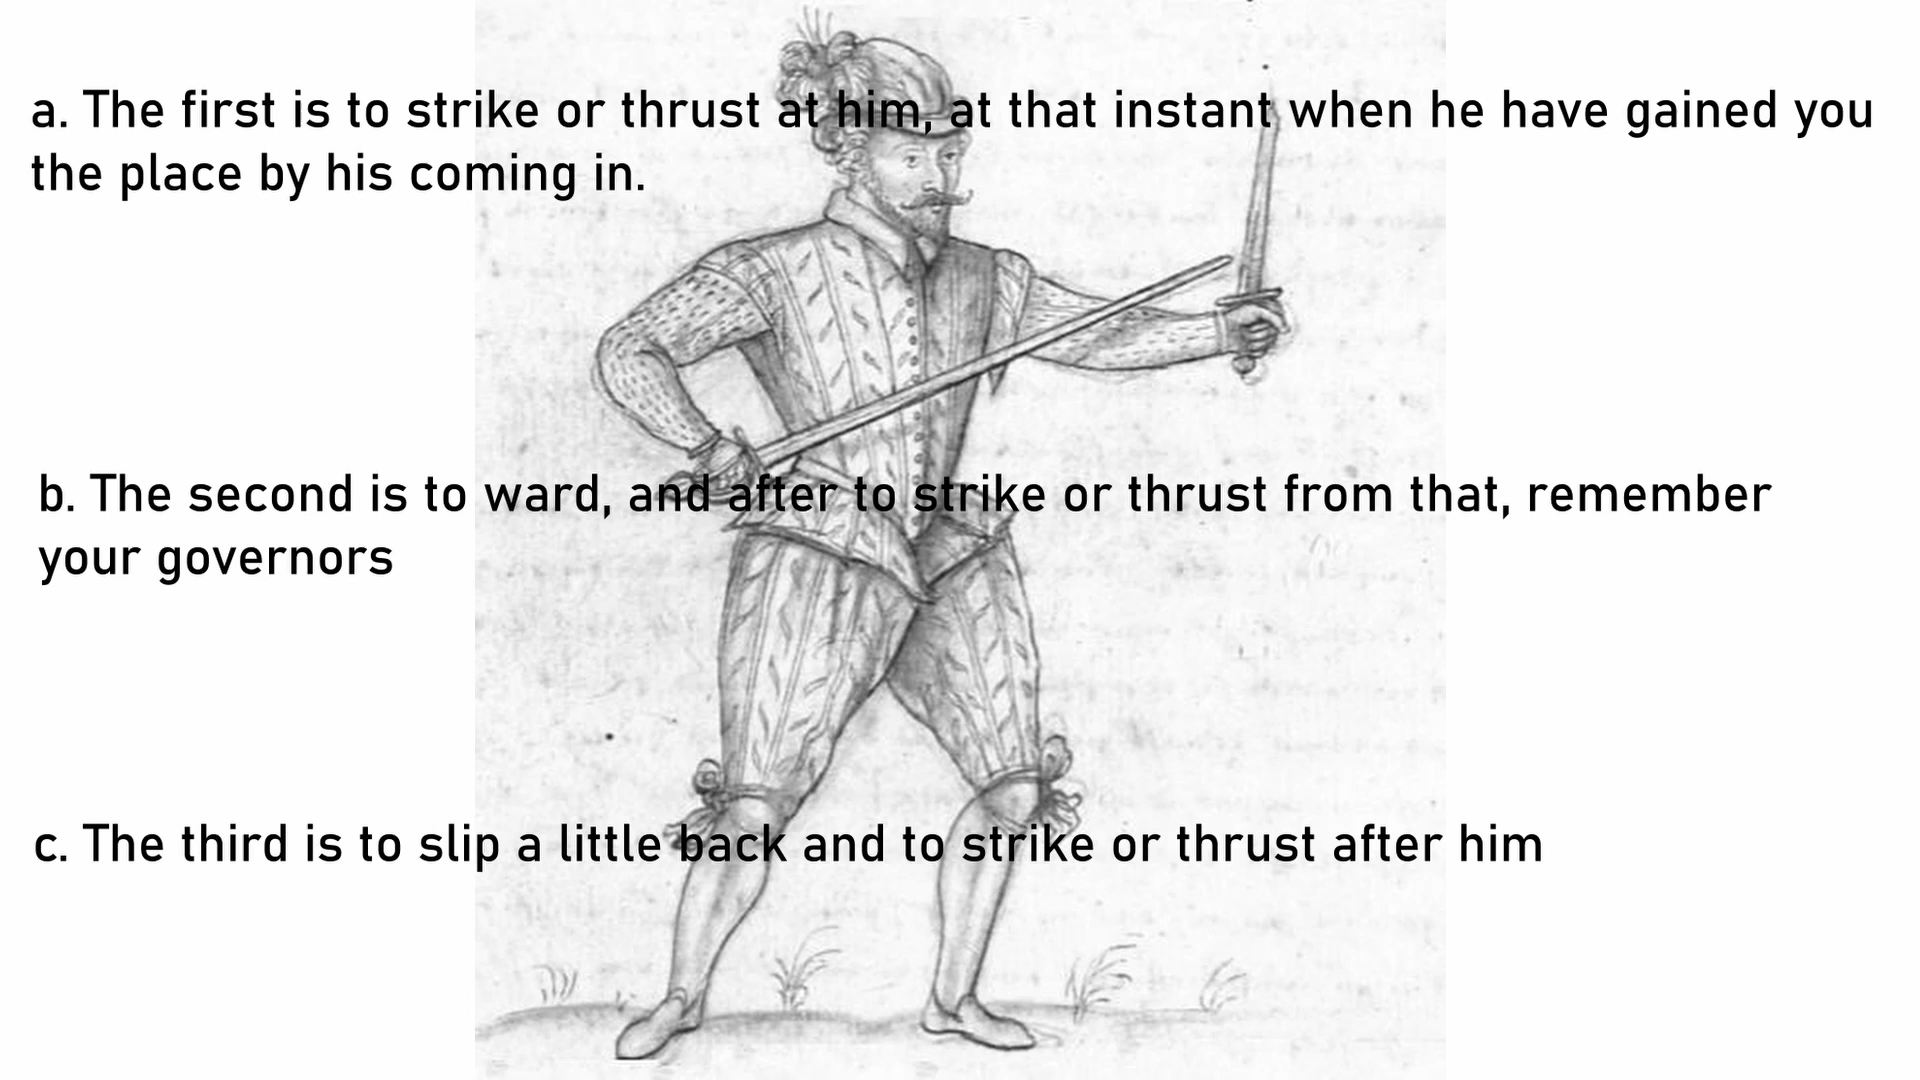 a. The first is to strike or thrust at him, at that instant when he have gained you
the place by his coming in.
b. The second is to ward, and after to strike or thrust from that, remember
your governors
c. The third is to slip a little back and to strike or thrust after him